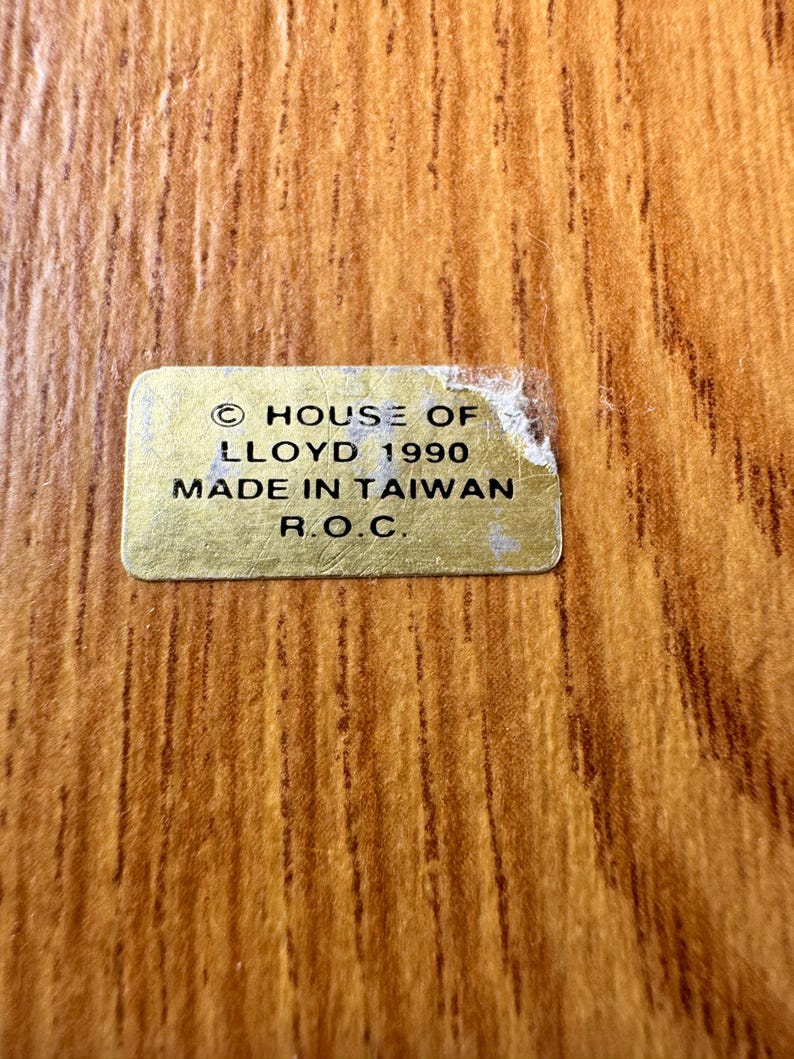 © HOUSE OF
LLOYD 1990
MADE IN TAIWAN
R.O.C.